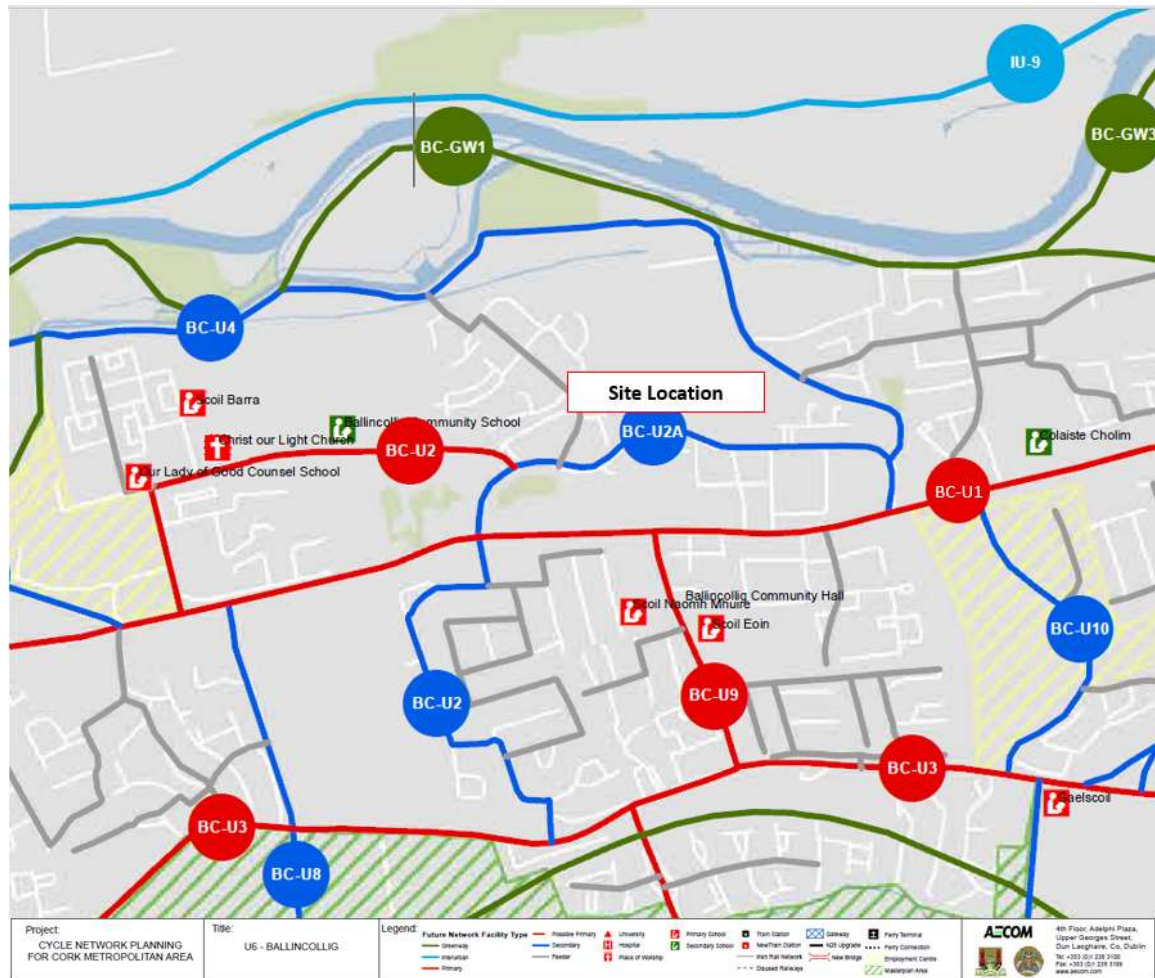 IU-9
BC-GW1
BC-GW3
BC-U4
Site Location
Scoil Barra
Ballincollig Community School
BC-U2A
Christ our Light Church
BC-U2
Colaiste Cholim
Our Lady of Good Counsel School
BC-U1
Ballincollig Community Hall
Scoil Naomh Mhuire
Scoil Eoin
BC-U10
BC-U2
BC-U9
BC-U3
Gaelscoil
BC-U3
BC-U8
Project:
CYCLE NETWORK PLANNING
FOR CORK METROPOLITAN AREA
Title:
U6 - BALLINCOLLIG
Legend:
Future Network Facility Type
Greenway
Interurban
Primary
Possible Primary
Secondary
Feeder
University
Hospital
Place of Worship
Primary School
Secondary School
Train Station
New Train Station
Irish Rail Network
Disused Railways
Gateway
N28 Upgrade
New Bridge
Ferry Terminal
Ferry Connection
Employment Centre
Masterplan Area
AECOM
4th Floor, Adelphi Plaza,
Upper Georges Street,
Dun Laoghaire, Co, Dublin
www.aecom.com